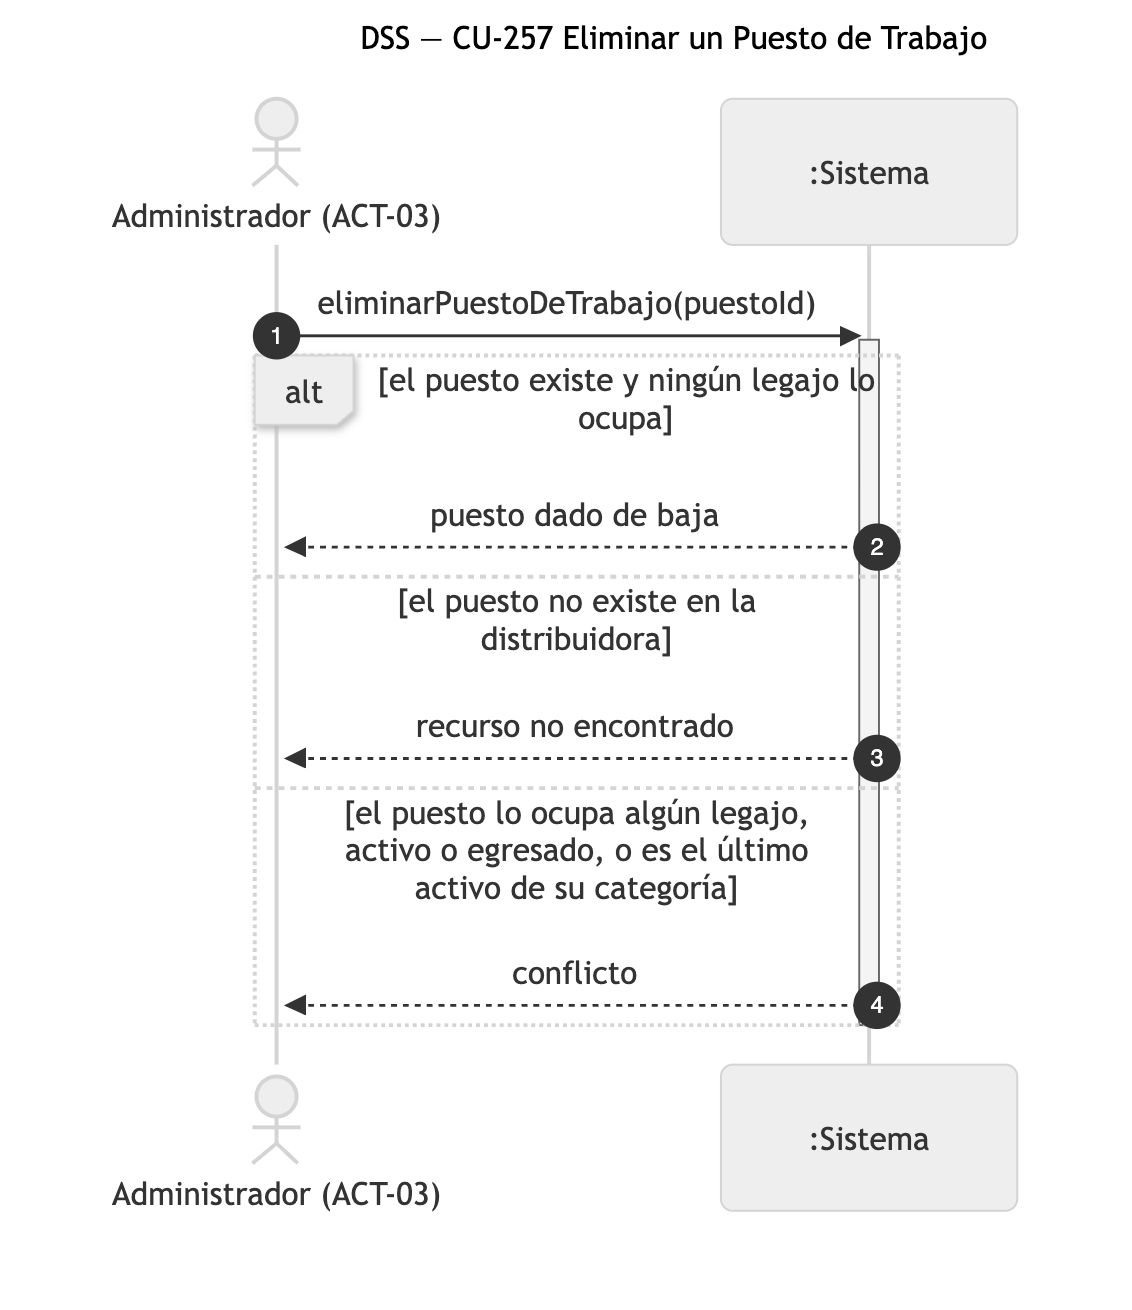 DSS — CU-257 Eliminar un Puesto de Trabajo
:Sistema
Administrador (ACT-03)
eliminarPuestoDeTrabajo(puestoId)
1
alt
[el puesto existe y ningún legajo lo
ocupa]
puesto dado de baja
2
[el puesto no existe en la
distribuidora]
recurso no encontrado
3
[el puesto lo ocupa algún legajo,
activo o egresado, o es el último
activo de su categoría]
conflicto
4
:Sistema
Administrador (ACT-03)